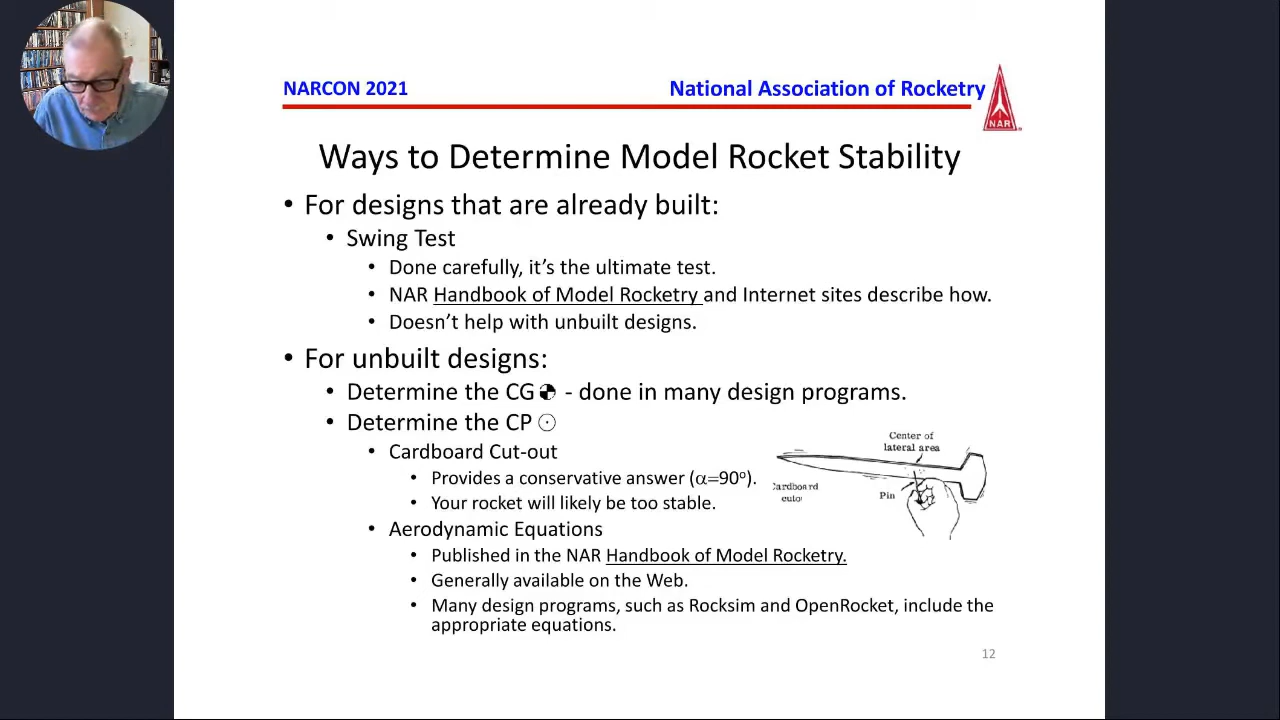 NARCON 2021
National Association of Rocketry
NAR
Ways to Determine Model Rocket Stability
• For designs that are already built:
• Swing Test
• Done carefully, it’s the ultimate test.
• NAR Handbook of Model Rocketry and Internet sites describe how.
• Doesn’t help with unbuilt designs.
• For unbuilt designs:
• Determine the CG - done in many design programs.
• Determine the CP
• Cardboard Cut-out
• Provides a conservative answer (α=90º).
• Your rocket will likely be too stable.
Center of
lateral area
Cardboard
Pin
• Aerodynamic Equations
• Published in the NAR Handbook of Model Rocketry.
• Generally available on the Web.
• Many design programs, such as Rocksim and OpenRocket, include the
appropriate equations.
12